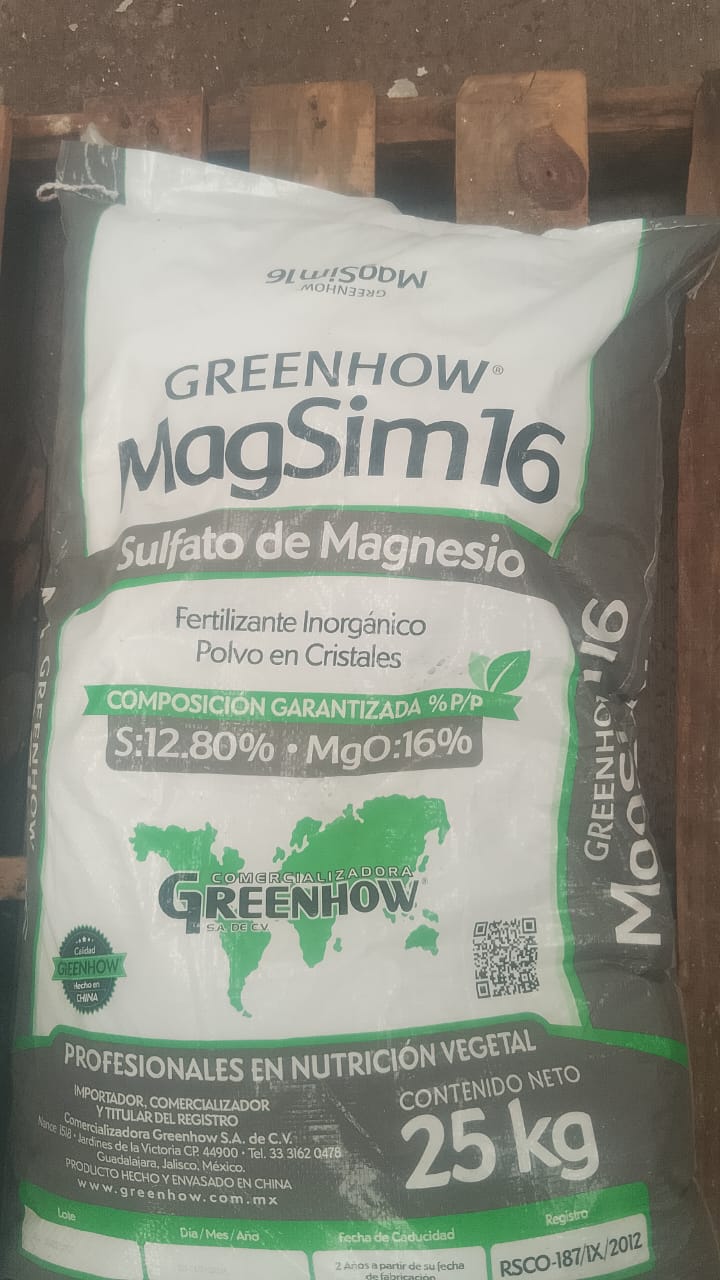 MagSim16
GREENHOW
GREENHOW®
MagSim16
Sulfato de Magnesio
Fertilizante Inorgánico
Polvo en Cristales
COMPOSICIÓN GARANTIZADA % P/P
S:12.80% • MgO:16%
COMERCIALIZADORA
GREENHOW®
S.A. DE C.V.
Calidad
GREENHOW
Hecho en
CHINA
GREENHOW
GREENHOW
16
PROFESIONALES EN NUTRICIÓN VEGETAL
IMPORTADOR, COMERCIALIZADOR
Y TITULAR DEL REGISTRO
Comercializadora Greenhow S.A. de C.V.
Nance 1518 • Jardines de la Victoria CP. 44900 • Tel. 33 3162 0478
Guadalajara, Jalisco. México.
PRODUCTO HECHO Y ENVASADO EN CHINA
www.greenhow.com.mx
CONTENIDO NETO
25 kg
Lote
Dia / Mes / Año
Fecha de Caducidad
2 Años a partir de su fecha
de fabricación
Registro
RSCO-187/IX/2012